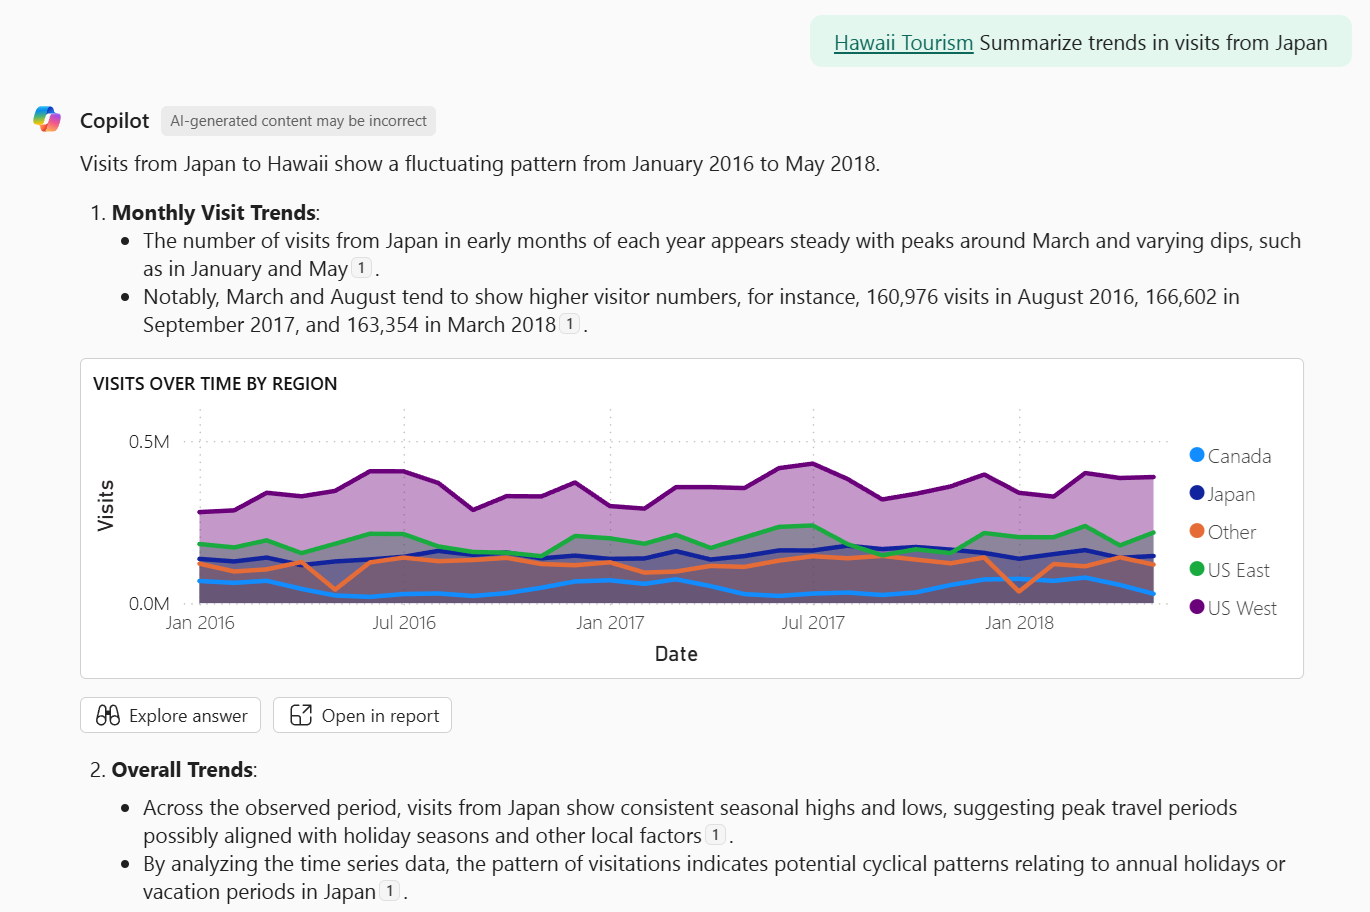 Hawaii Tourism Summarize trends in visits from Japan
Copilot AI-generated content may be incorrect
Visits from Japan to Hawaii show a fluctuating pattern from January 2016 to May 2018.
1. Monthly Visit Trends:
• The number of visits from Japan in early months of each year appears steady with peaks around March and varying dips, such
as in January and May 1 .
• Notably, March and August tend to show higher visitor numbers, for instance, 160,976 visits in August 2016, 166,602 in
September 2017, and 163,354 in March 2018 1 .
VISITS OVER TIME BY REGION
0.5M
0.0M
Visits
Jan 2016 Jul 2016 Jan 2017 Jul 2017 Jan 2018
Date
Canada
Japan
Other
US East
US West
Explore answer Open in report
2. Overall Trends:
• Across the observed period, visits from Japan show consistent seasonal highs and lows, suggesting peak travel periods
possibly aligned with holiday seasons and other local factors 1 .
• By analyzing the time series data, the pattern of visitations indicates potential cyclical patterns relating to annual holidays or
vacation periods in Japan 1 .